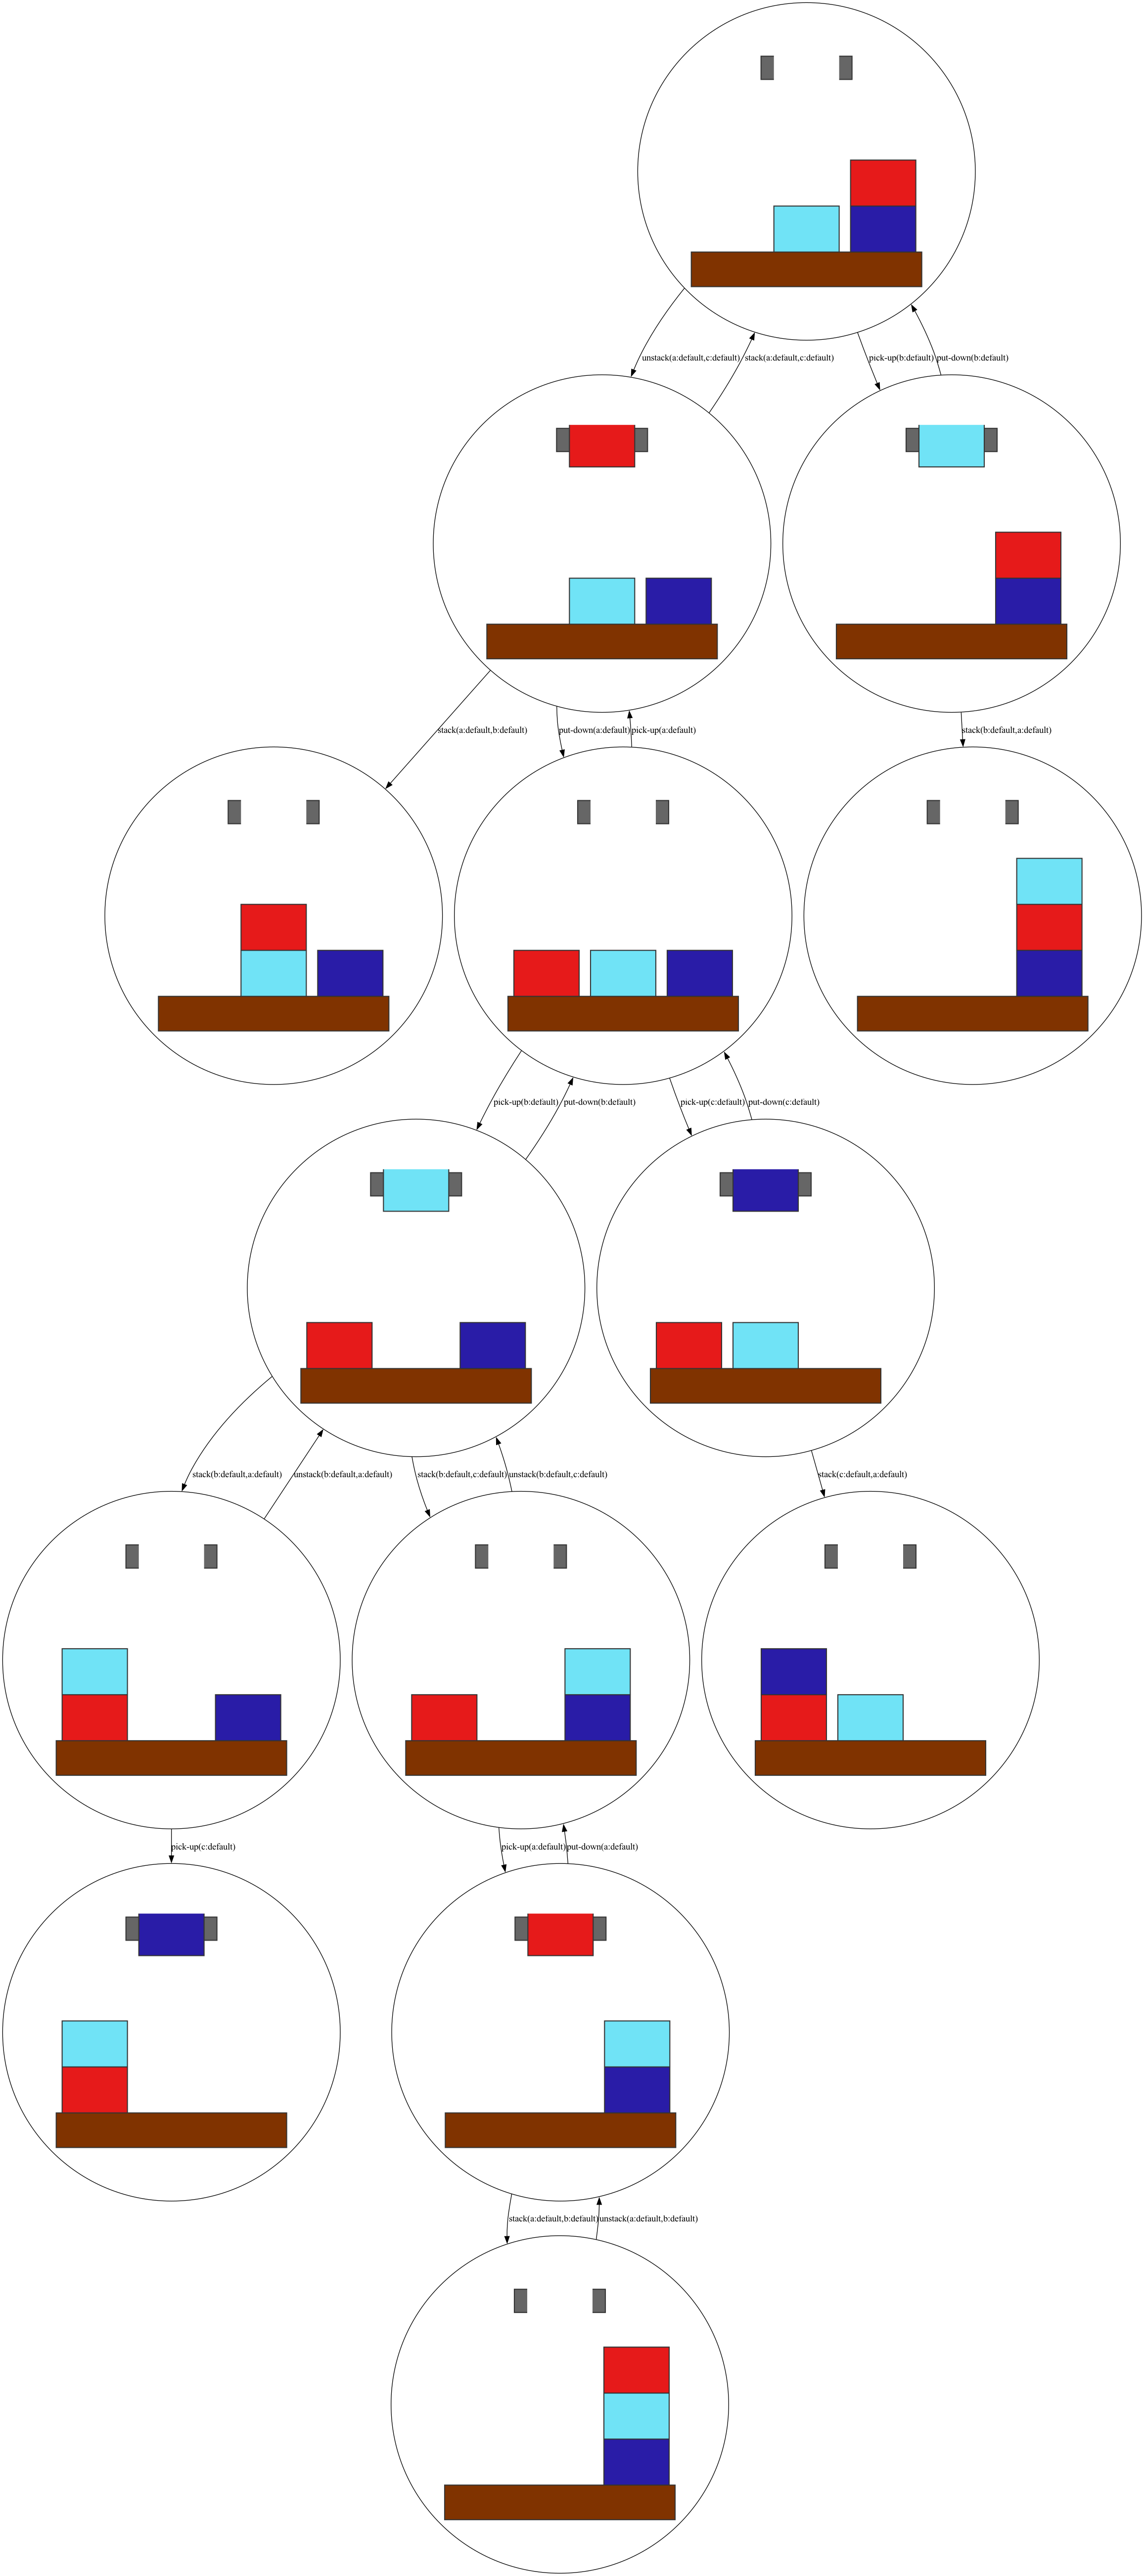 unstack(a:default,c:default)
stack(a:default,c:default)
pick-up(b:default)
put-down(b:default)
stack(a:default,b:default)
put-down(a:default)
pick-up(a:default)
stack(b:default,a:default)
pick-up(b:default)
put-down(b:default)
pick-up(c:default)
put-down(c:default)
stack(b:default,a:default)
unstack(b:default,a:default)
stack(b:default,c:default)
unstack(b:default,c:default)
stack(c:default,a:default)
pick-up(c:default)
pick-up(a:default)
put-down(a:default)
stack(a:default,b:default)
unstack(a:default,b:default)